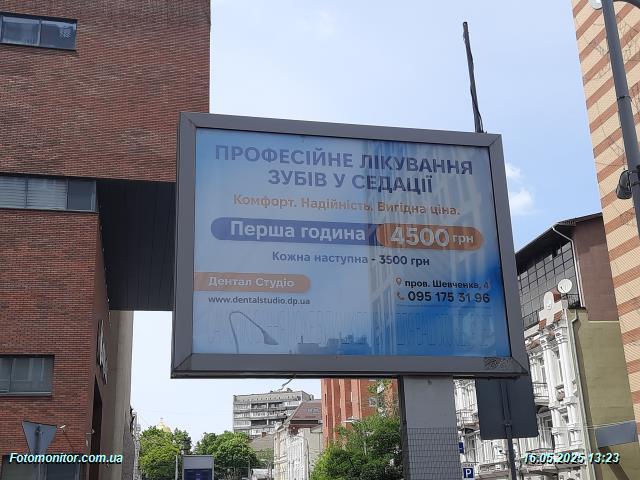 ПРОФЕСІЙНЕ ЛІКУВАННЯ
ЗУБІВ У СЕДАЦІЇ
Комфорт. Надійність. Вигідна ціна.
Перша година 4500 грн
Кожна наступна - 3500 грн
Дентал Студіо
www.dentalstudio.dp.ua
пров. Шевченка, 4
095 175 31 96
P
Fotomonitor.com.ua
16.05.2025 13:23